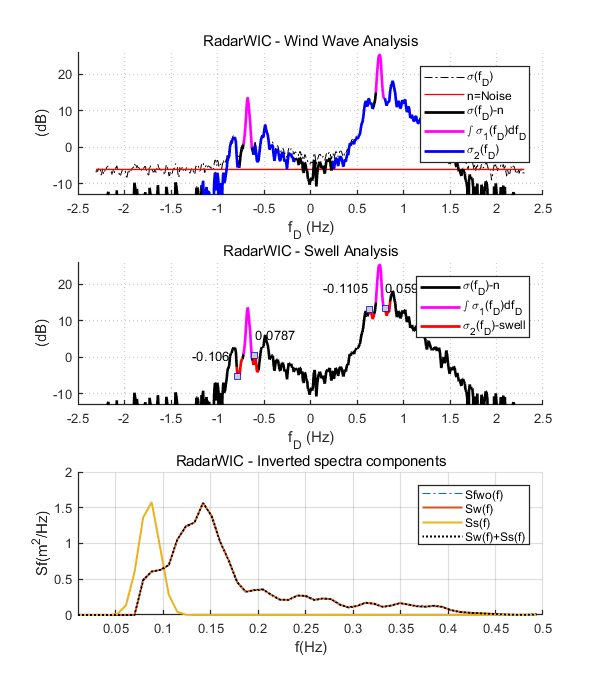 RadarWIC - Wind Wave Analysis
20
10
0
-10
(dB)
σ(f_D)
n=Noise
σ(f_D)-n
∫ σ_1(f_D)df_D
σ_2(f_D)
-2.5 -2 -1.5 -1 -0.5 0 0.5 1 1.5 2 2.5
f_D (Hz)
RadarWIC - Swell Analysis
20
10
0
-10
(dB)
-0.1105 0.059
-0.106 0.0787
σ(f_D)-n
∫ σ_1(f_D)df_D
σ_2(f_D)-swell
-2.5 -2 -1.5 -1 -0.5 0 0.5 1 1.5 2 2.5
f_D (Hz)
RadarWIC - Inverted spectra components
2
1.5
1
0.5
0
Sf(m²/Hz)
Sfwo(f)
Sw(f)
Ss(f)
Sw(f)+Ss(f)
0.05 0.1 0.15 0.2 0.25 0.3 0.35 0.4 0.45 0.5
f(Hz)